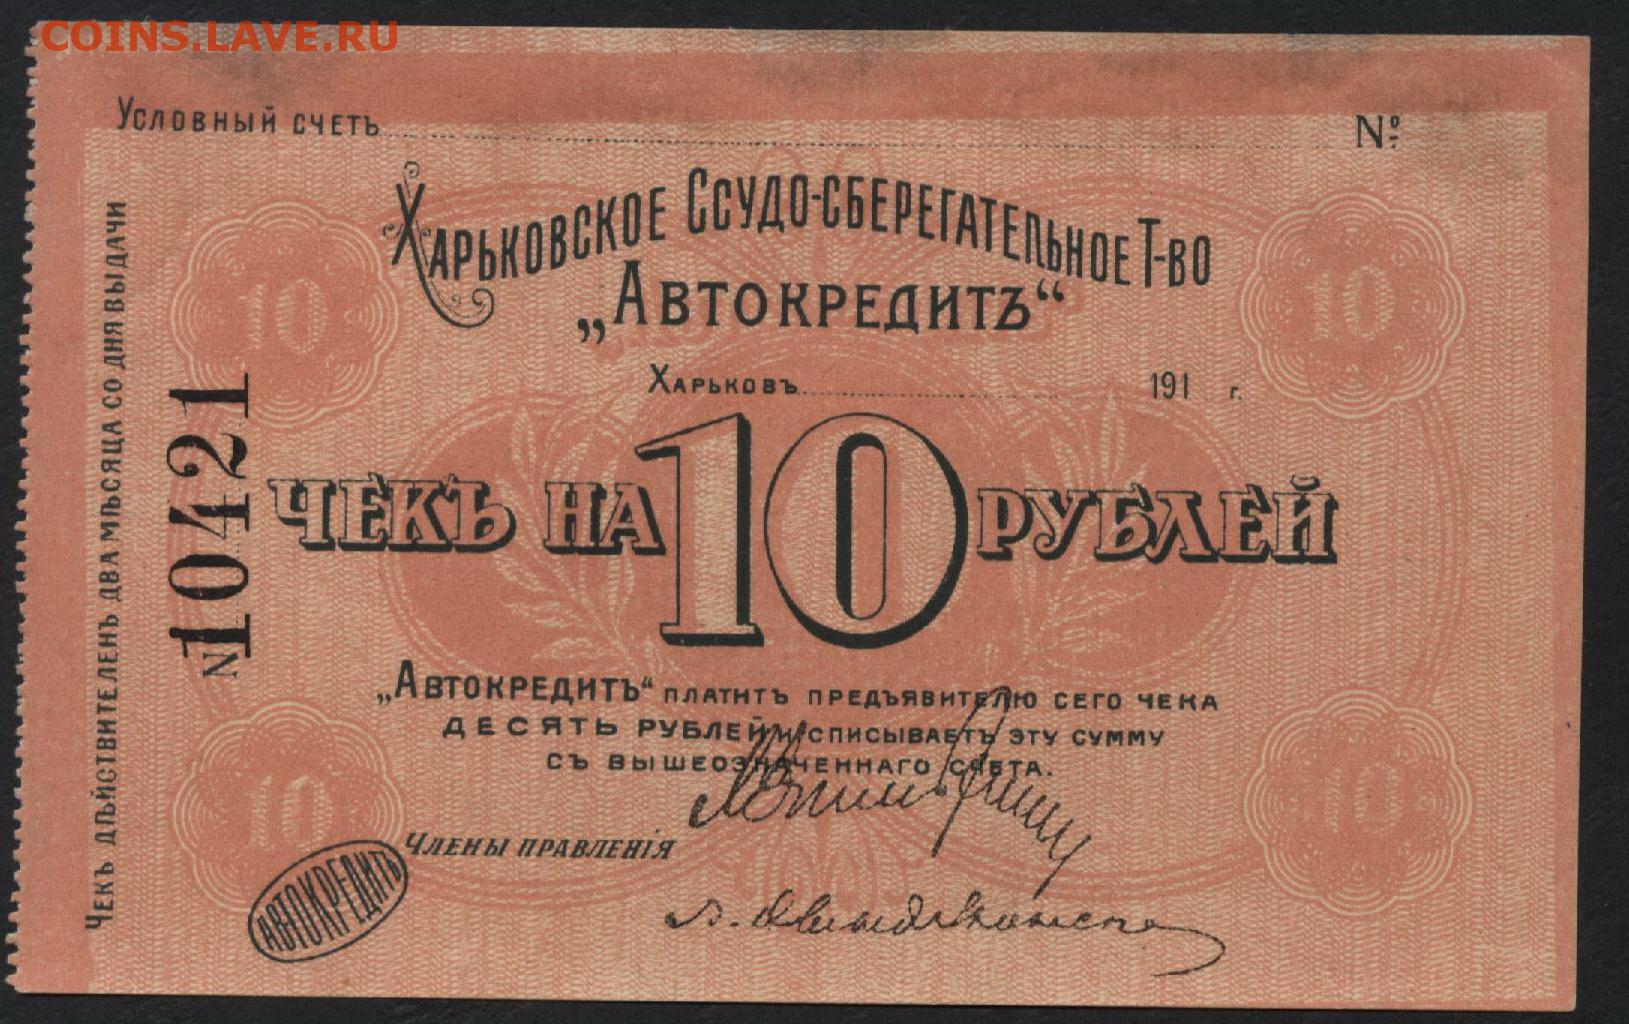 COINS.LAVE.RU
Условный счетъ № 
Харьковское Ссудо-сберегательное Т-во
„Автокредитъ“
Харьковъ 191 г.
ЧЕКЪ НА 10 РУБЛЕЙ
„Автокредитъ“ платитъ предъявителю сего чека
десять рублей и списываетъ эту сумму
съ вышеозначеннаго счета.
Члены правленія
АВТОКРЕДИТЪ
Чекъ дѣйствителенъ два мѣсяца со дня выдачи
N 10421
10
10
10
10